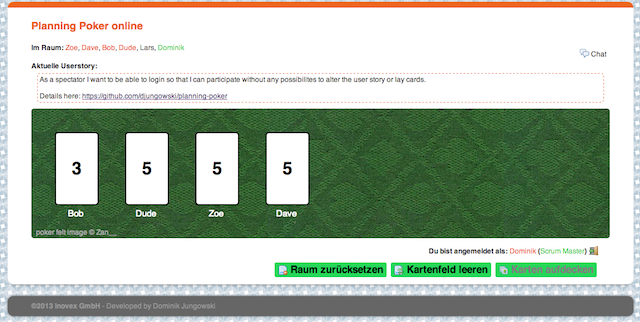 Planning Poker online
Im Raum: Zoe, Dave, Bob, Dude, Lars, Dominik
Chat
Aktuelle Userstory:
As a spectator I want to be able to login so that I can participate without any possibilites to alter the user story or lay cards.
Details here: https://github.com/djungowski/planning-poker
3 5 5 5
Bob Dude Zoe Dave
poker felt image © Zan__
Du bist angemeldet als: Dominik (Scrum Master)
Raum zurücksetzen Kartenfeld leeren Karten aufdecken
©2013 inovex GmbH - Developed by Dominik Jungowski